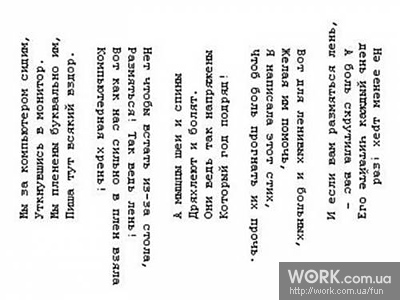 Мы за компьютером сидим,
Уткнувшись в монитор.
Мы пленены буквально им,
Пиша тут всякий вздор.
Нет чтобы встать из-за стола,
Размяться! Так ведь лень!
Вот как нас сильно в плен взяла
Компьютерная хрень!
А мышцы шеи и спины
Дряхлеют и болят.
Они ведь так напряжены
Который год подряд!
Вот для ленивых и больных,
Желая им помочь,
Я написала этот стих,
Чтоб боль прогнать их прочь.
И если вам размяться лень,
А боль скрутила вас –
день каждый читайте его
Не менее трех раз!
WORK.com.ua
http://work.com.ua/fun